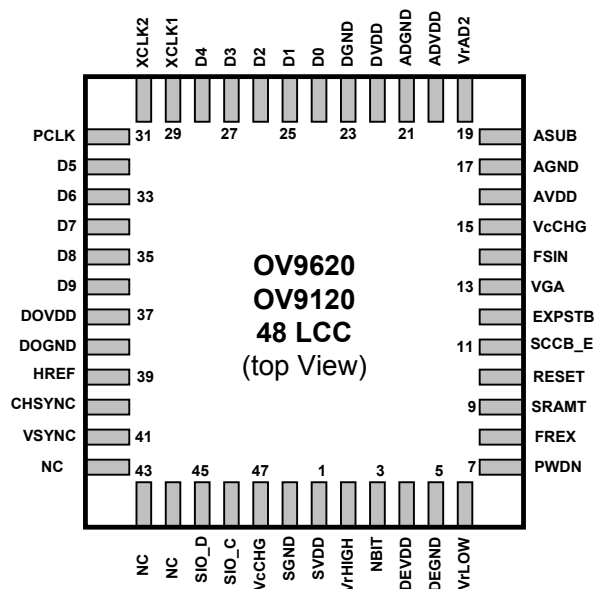 XCLK2 XCLK1 D4 D3 D2 D1 D0 DGND DVDD ADGND ADVDD VrAD2
31 29 27 25 23 21 19
PCLK
D5
D6 33
D7
D8 35
D9
DOVDD 37
DOGND
HREF 39
CHSYNC
VSYNC 41
NC
OV9620
OV9120
48 LCC
(top View)
ASUB
17 AGND
AVDD
15 VcCHG
FSIN
13 VGA
EXPSTB
11 SCCB_E
RESET
9 SRAMT
FREX
7 PWDN
43 45 47 1 3 5
NC NC SIO_D SIO_C VcCHG SGND SVDD VrHIGH NBIT DEVDD DEGND VrLOW